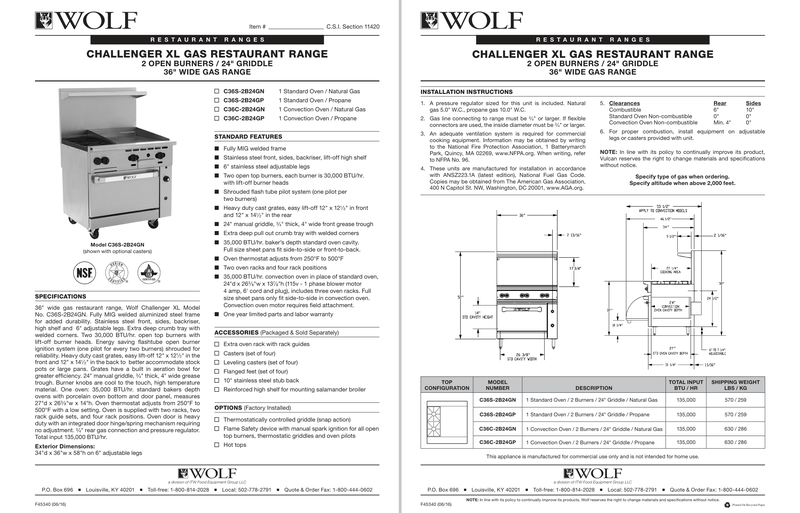 WOLF
Item # ____________________ C.S.I. Section 11420
RESTAURANT RANGES
CHALLENGER XL GAS RESTAURANT RANGE
2 OPEN BURNERS / 24" GRIDDLE
36" WIDE GAS RANGE
Model C36S-2B24GN
(shown with optional casters)
SPECIFICATIONS
36" wide gas restaurant range, Wolf Challenger XL Model
No. C36S-2B24GN. Fully MIG welded aluminized steel frame
for added durability. Stainless steel front, sides, backriser,
high shelf and 6" adjustable legs. Extra deep crumb tray with
welded corners. Two 30,000 BTU/hr. open top burners with
lift-off burner heads. Energy saving flashtube open burner
ignition system (one pilot for every two burners) shrouded for
reliability. Heavy duty cast grates, easy lift-off 12" x 12½" in the
front and 12" x 14½" in the back to better accommodate stock
pots or large pans. Grates have a built in aeration bowl for
greater efficiency. 24" manual griddle, ¾" thick, 4" wide grease
trough. Burner knobs are cool to the touch, high temperature
material. One oven: 35,000 BTU/hr. standard bakers depth
ovens with porcelain oven bottom and door panel, measures
27"d x 26⅜"w x 14"h. Oven thermostat adjusts from 250°F to
500°F with a low setting. Oven is supplied with two racks, two
rack guide sets, and four rack positions. Oven door is heavy
duty with an integrated door hinge/spring mechanism requiring
no adjustment. ¾" rear gas connection and pressure regulator.
Total input 135,000 BTU/hr.
Exterior Dimensions:
34"d x 36"w x 58"h on 6" adjustable legs
C36S-2B24GN 1 Standard Oven / Natural Gas
C36S-2B24GP 1 Standard Oven / Propane
C36C-2B24GN 1 Convection Oven / Natural Gas
C36C-2B24GP 1 Convection Oven / Propane
STANDARD FEATURES
Fully MIG welded frame
Stainless steel front, sides, backriser, lift-off high shelf
6" stainless steel adjustable legs
Two open top burners, each burner is 30,000 BTU/hr.
with lift-off burner heads
Shrouded flash tube pilot system (one pilot per
two burners)
Heavy duty cast grates, easy lift-off 12" x 12½" in front
and 12" x 14½" in the rear
24" manual griddle, ¾" thick, 4" wide front grease trough
Extra deep pull out crumb tray with welded corners
35,000 BTU/hr. baker's depth standard oven cavity.
Full size sheet pans fit side-to-side or front-to-back.
Oven thermostat adjusts from 250°F to 500°F
Two oven racks and four rack positions
35,000 BTU/hr. convection oven in place of standard oven,
24"d x 26⅜"w x 13⅞"h (115v - 1 phase blower motor
4 amp, 6' cord and plug), includes three oven racks. Full
size sheet pans only fit side-to-side in convection oven.
Convection oven motor requires field attachment.
One year limited parts and labor warranty
ACCESSORIES (Packaged & Sold Separately)
Extra oven rack with rack guides
Casters (set of four)
Leveling casters (set of four)
Flanged feet (set of four)
10" stainless steel stub back
Reinforced high shelf for mounting salamander broiler
OPTIONS (Factory Installed)
Thermostatically controlled griddle (snap action)
Flame Safety device with manual spark ignition for all open
top burners, thermostatic griddles and oven pilots
Hot tops
WOLF
a division of ITW Food Equipment Group LLC
P.O. Box 696 ■ Louisville, KY 40201 ■ Toll-free: 1-800-814-2028 ■ Local: 502-778-2791 ■ Quote & Order Fax: 1-800-444-0602
F45340 (06/16)
WOLF
RESTAURANT RANGES
CHALLENGER XL GAS RESTAURANT RANGE
2 OPEN BURNERS / 24" GRIDDLE
36" WIDE GAS RANGE
INSTALLATION INSTRUCTIONS
1. A pressure regulator sized for this unit is included. Natural
gas 5.0" W.C., propane gas 10.0" W.C.
2. Gas line connecting to range must be ¾" or larger. If flexible
connectors are used, the inside diameter must be ¾" or larger.
3. An adequate ventilation system is required for commercial
cooking equipment. Information may be obtained by writing
to the National Fire Protection Association, 1 Batterymarch
Park, Quincy, MA 02269, www.NFPA.org. When writing, refer
to NFPA No. 96.
4. These units are manufactured for installation in accordance
with ANSZ223.1A (latest edition), National Fuel Gas Code.
Copies may be obtained from The American Gas Association,
400 N Capitol St. NW, Washington, DC 20001, www.AGA.org.
5. Clearances Rear Sides
Combustible 6" 10"
Standard Oven Non-combustible 0" 0"
Convection Oven Non-combustible Min. 4" 0"
6. For proper combustion, install equipment on adjustable
legs or casters provided with unit.
NOTE: In line with its policy to continually improve its product,
Vulcan reserves the right to change materials and specifications
without notice.
Specify type of gas when ordering.
Specify altitude when above 2,000 feet.
36"
7 13/16"
17 3/4"
14"
STD CAVITY HEIGHT
26 3/8"
STD CAVITY WIDTH
APPLY TO CONVECTION MODELS
34"
27 1/4"
COOKING AREA
24"
CONVECTION OVEN CAVITY DEPTH
27"
STD OVEN CAVITY DEPTH
ADJUSTABLE
TOP CONFIGURATION MODEL NUMBER DESCRIPTION TOTAL INPUT BTU / HR SHIPPING WEIGHT LBS / KG
C36S-2B24GN 1 Standard Oven / 2 Burners / 24" Griddle / Natural Gas 135,000 570 / 259
C36S-2B24GP 1 Standard Oven / 2 Burners / 24" Griddle / Propane 135,000 570 / 259
C36C-2B24GN 1 Convection Oven / 2 Burners / 24" Griddle / Natural Gas 135,000 630 / 286
C36C-2B24GP 1 Convection Oven / 2 Burners / 24" Griddle / Propane 135,000 630 / 286
This appliance is manufactured for commercial use only and is not intended for home use.
WOLF
a division of ITW Food Equipment Group LLC
P.O. Box 696 ■ Louisville, KY 40201 ■ Toll-free: 1-800-814-2028 ■ Local: 502-778-2791 ■ Quote & Order Fax: 1-800-444-0602
NOTE: In line with its policy to continually improve its products, Wolf reserves the right to change materials and specifications without notice.
F45340 (06/16)
Printed On Recycled Paper